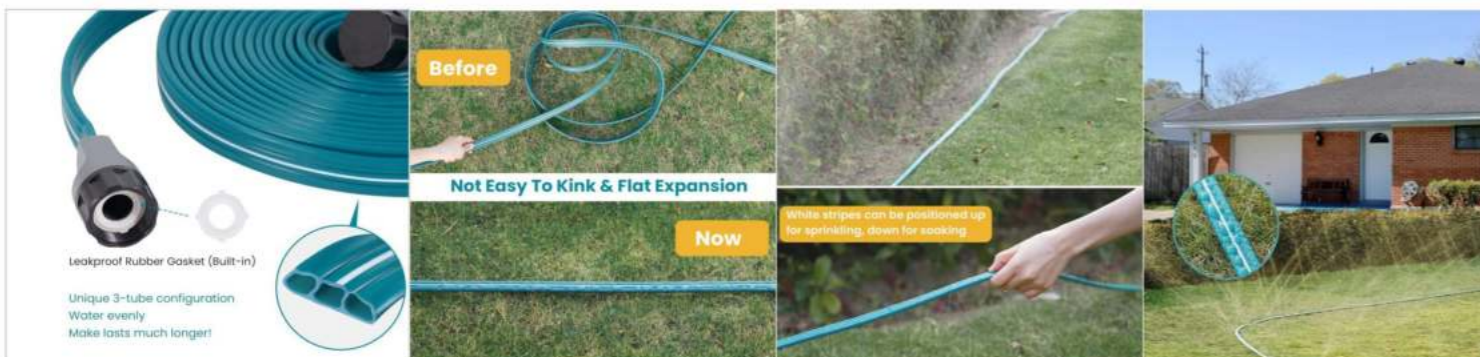 Leakproof Rubber Gasket (Built-in)
Unique 3-tube configuration
Water evenly
Make lasts much longer!
Before
Not Easy To Kink & Flat Expansion
Now
White stripes can be positioned up
for sprinkling, down for soaking